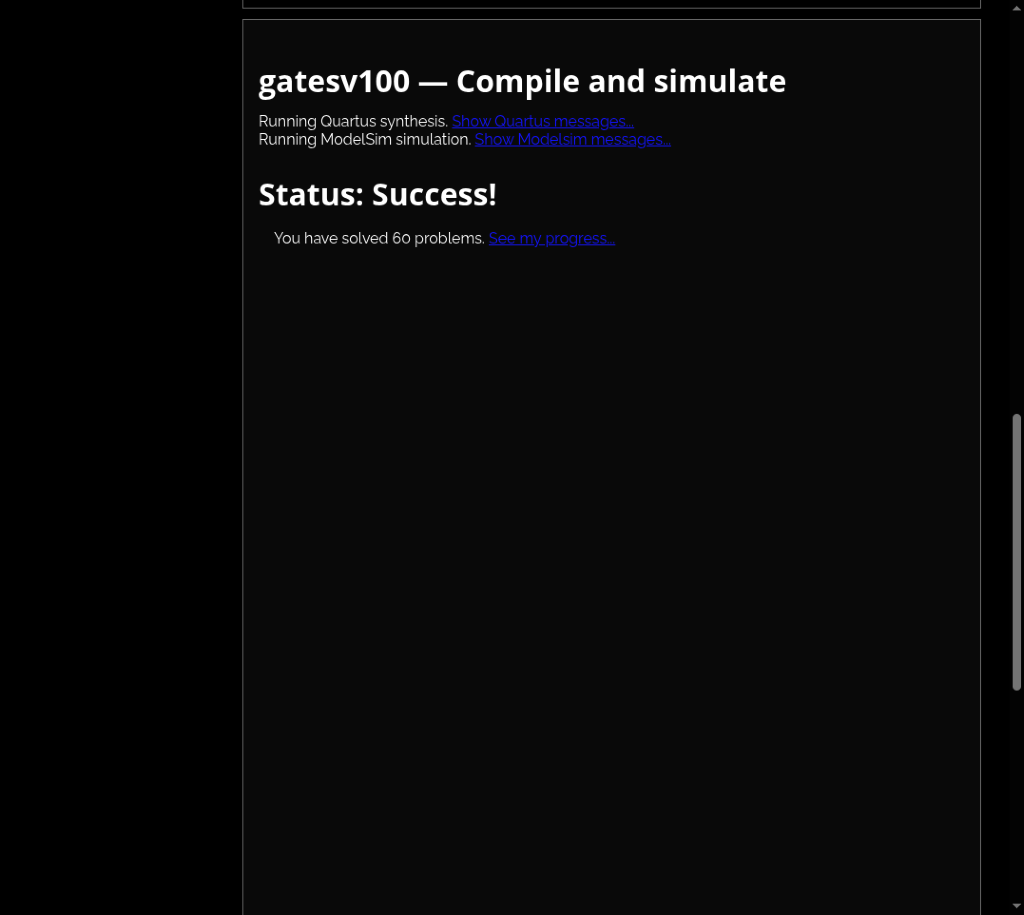 gatesv100 — Compile and simulate
Running Quartus synthesis. Show Quartus messages...
Running ModelSim simulation. Show Modelsim messages...
Status: Success!
You have solved 60 problems. See my progress...